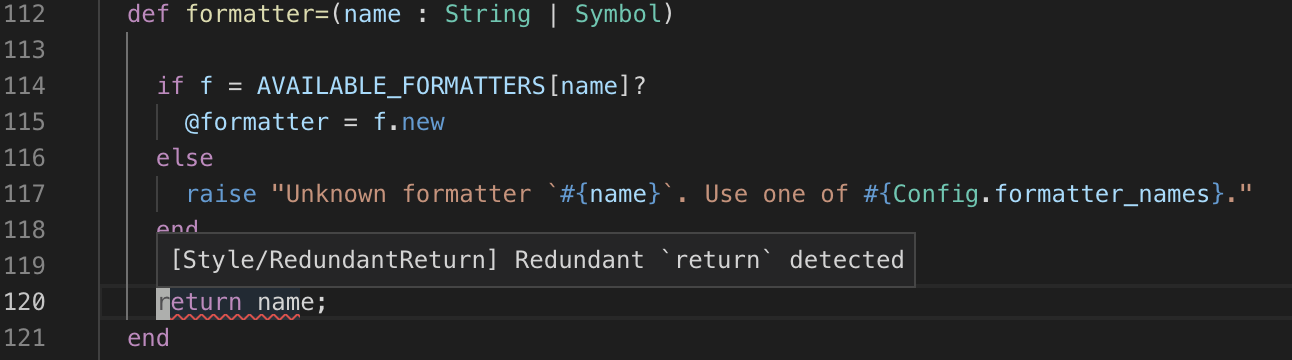 112 def formatter=(name : String | Symbol)
113
114 if f = AVAILABLE_FORMATTERS[name]?
115 @formatter = f.new
116 else
117 raise "Unknown formatter `#{name}`. Use one of #{Config.formatter_names}."
118 end
119 [Style/RedundantReturn] Redundant `return` detected
120 return name;
121 end